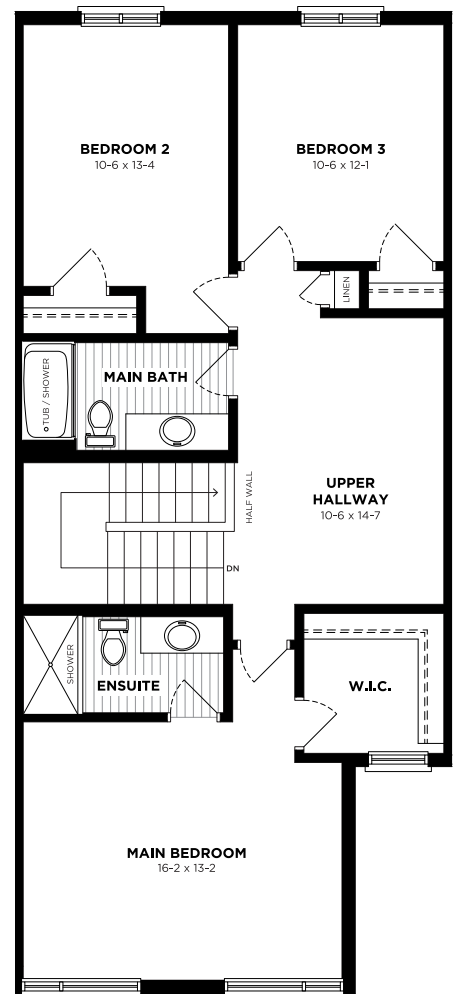 BEDROOM 2
10-6 x 13-4
BEDROOM 3
10-6 x 12-1
LINEN
MAIN BATH
TUB / SHOWER
UPPER
HALLWAY
10-6 x 14-7
HALF WALL
DN
SHOWER
ENSUITE
W.I.C.
MAIN BEDROOM
16-2 x 13-2